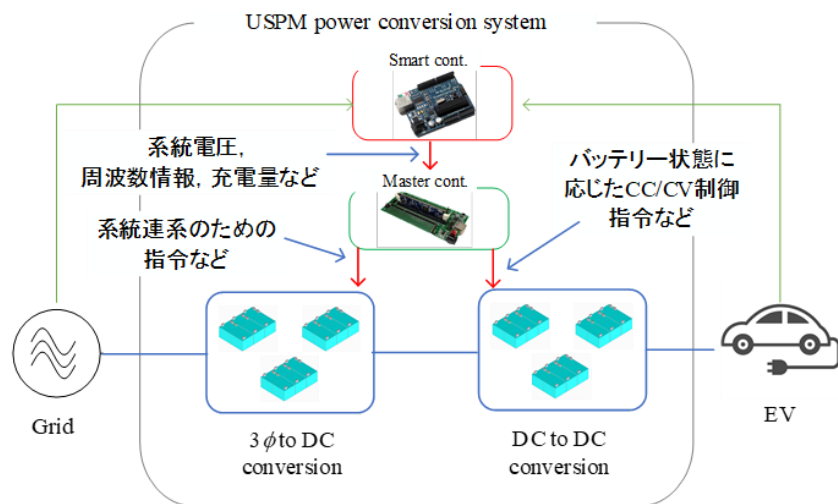 USPM power conversion system
Smart cont.
系統電圧,
周波数情報, 充電量など
バッテリー状態に
応じたCC/CV制御
指令など
Master cont.
系統連系のための
指令など
Grid
EV
3ϕ to DC
conversion
DC to DC
conversion